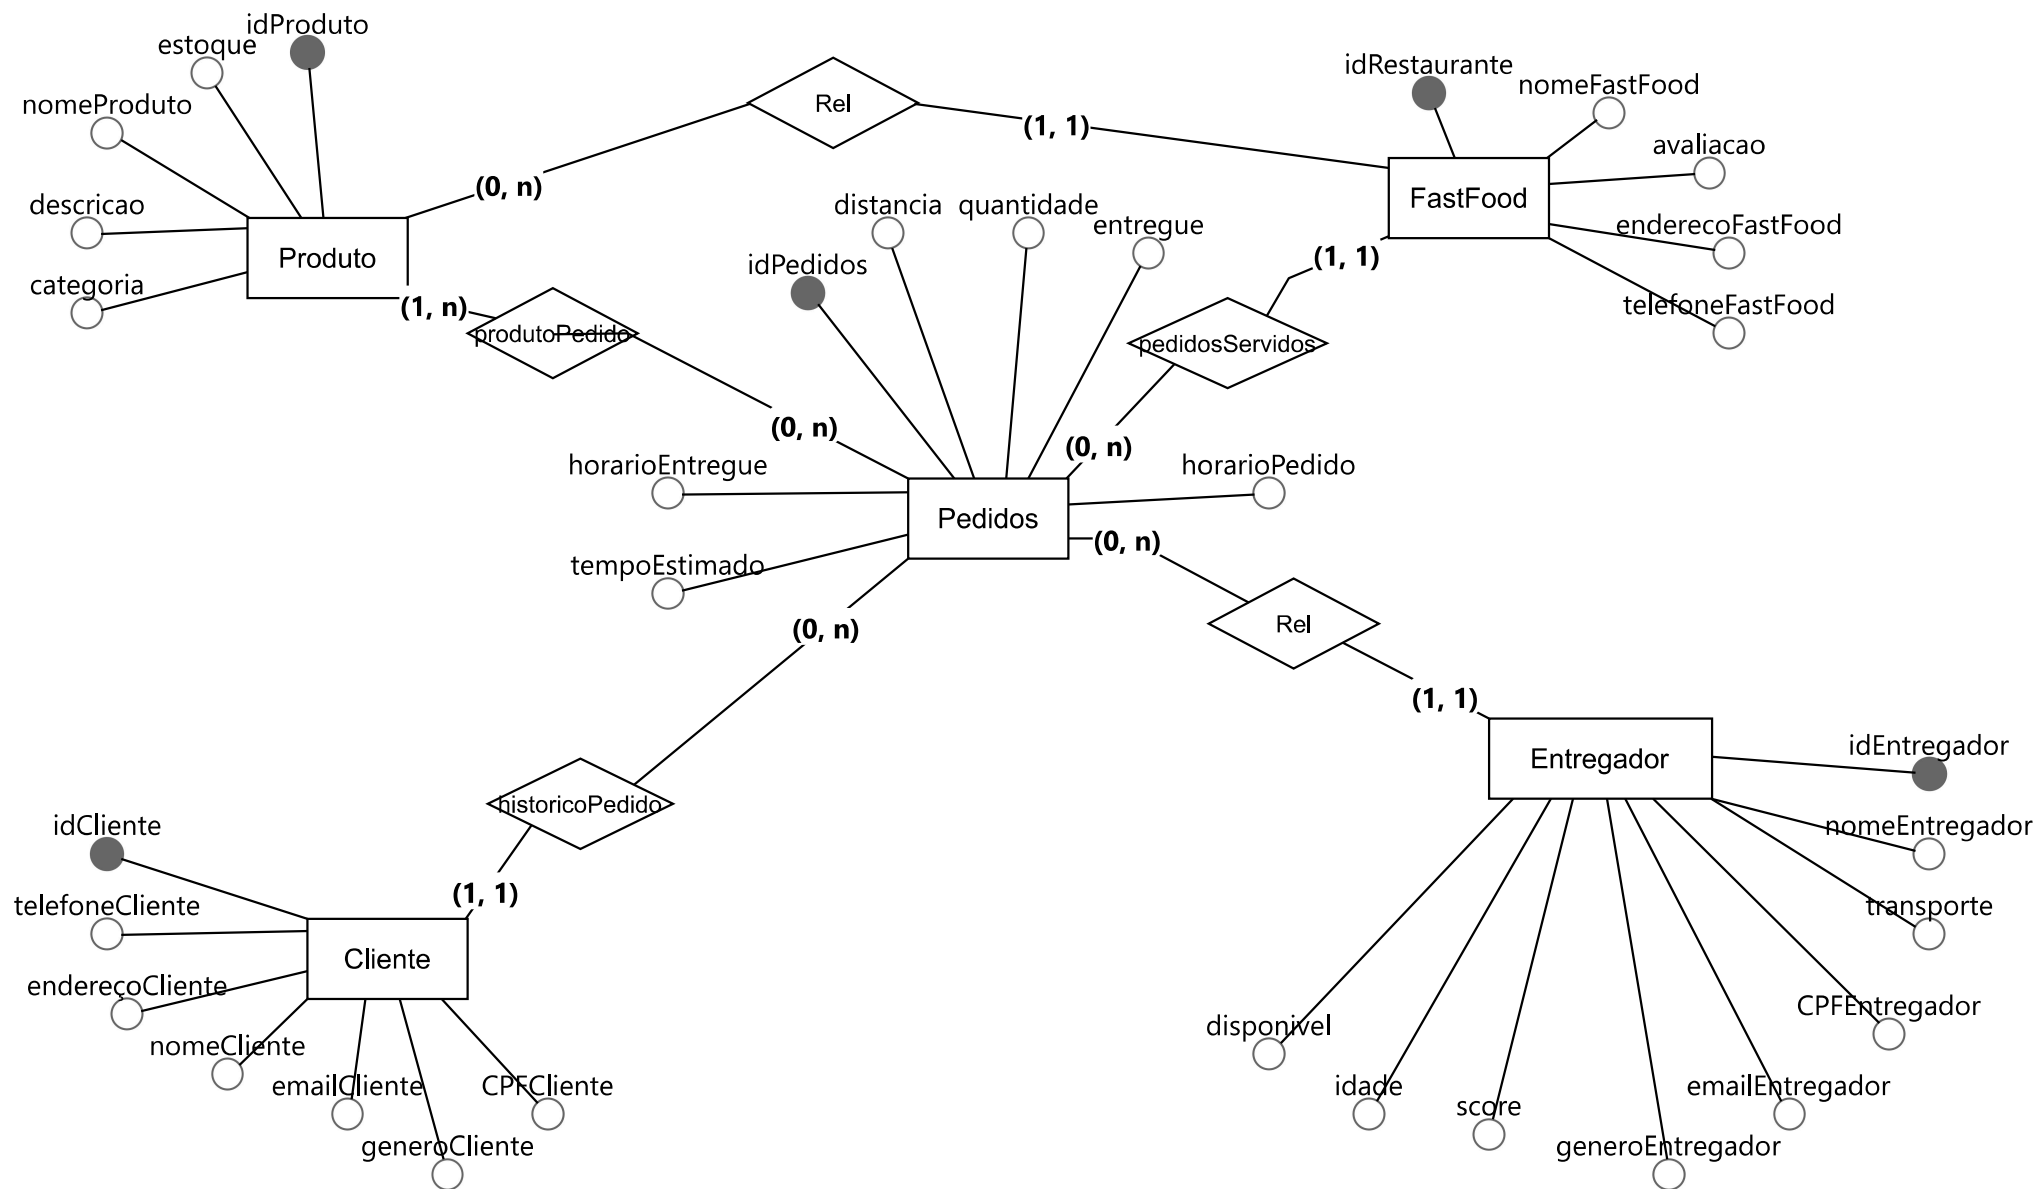 idProduto
estoque
nomeProduto
descricao
categoria
Produto
Rel
(0, n)
(1, 1)
idRestaurante
nomeFastFood
avaliacao
enderecoFastFood
telefoneFastFood
FastFood
(1, n)
produtoPedido
(0, n)
distancia
quantidade
entregue
idPedidos
(1, 1)
pedidosServidos
(0, n)
horarioEntregue
horarioPedido
Pedidos
tempoEstimado
(0, n)
Rel
(1, 1)
(0, n)
historicoPedido
(1, 1)
idCliente
telefoneCliente
endereçoCliente
nomeCliente
emailCliente
generoCliente
CPFCliente
Cliente
Entregador
idEntregador
nomeEntregador
transporte
CPFEntregador
emailEntregador
generoEntregador
score
idade
disponivel